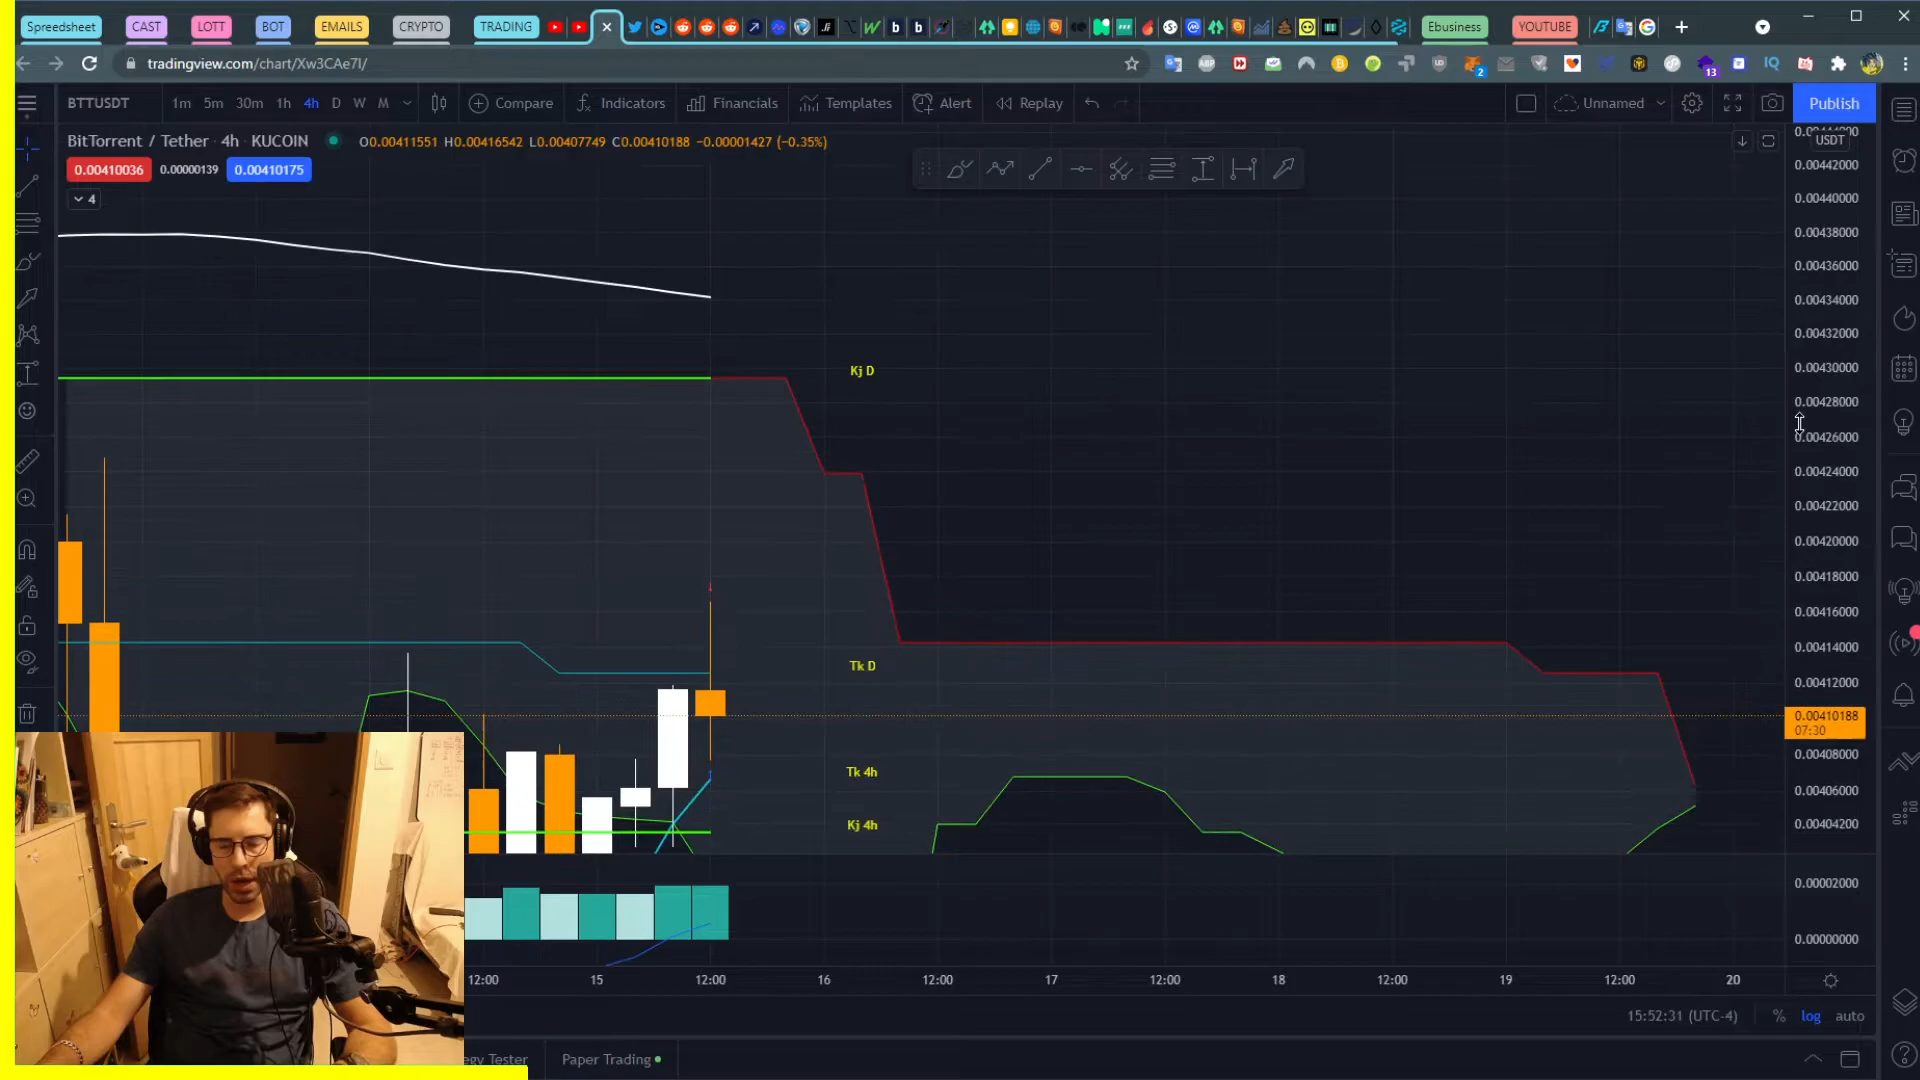 Spreedsheet CAST LOTT BOT EMAILS CRYPTO TRADING Ebusiness YOUTUBE
tradingview.com/chart/Xw3CAe7I/
BTTUSDT 1m 5m 30m 1h 4h D W M Compare Indicators Financials Templates Alert Replay Unnamed Publish
BitTorrent / Tether · 4h · KUCOIN O0.00411551 H0.00416542 L0.00407749 C0.00410188 −0.00001427 (−0.35%)
USDT
0.00410036 0.00000139 0.00410175
4
0.00442000
0.00440000
0.00438000
0.00436000
0.00434000
0.00432000
Kj D
0.00430000
0.00428000
0.00426000
0.00424000
0.00422000
0.00420000
0.00418000
0.00416000
0.00414000
Tk D
0.00412000
0.00410188
07:30
0.00408000
Tk 4h
0.00406000
Kj 4h
0.00404200
0.00002000
0.00000000
12:00 15 12:00 16 12:00 17 12:00 18 12:00 19 12:00 20
15:52:31 (UTC-4) % log auto
egy Tester Paper Trading